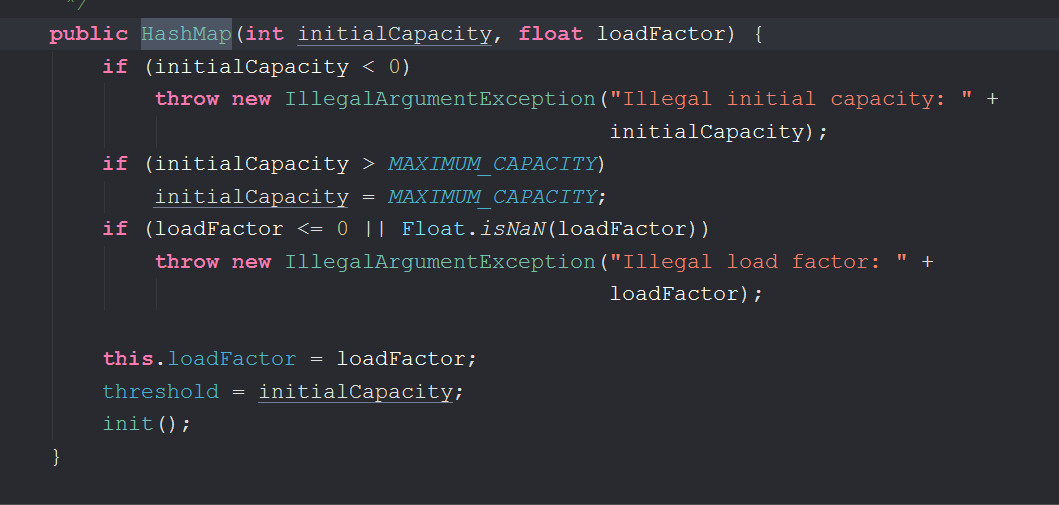 */
public HashMap(int initialCapacity, float loadFactor) {
if (initialCapacity < 0)
throw new IllegalArgumentException("Illegal initial capacity: " +
initialCapacity);
if (initialCapacity > MAXIMUM_CAPACITY)
initialCapacity = MAXIMUM_CAPACITY;
if (loadFactor <= 0 || Float.isNaN(loadFactor))
throw new IllegalArgumentException("Illegal load factor: " +
loadFactor);
this.loadFactor = loadFactor;
threshold = initialCapacity;
init();
}